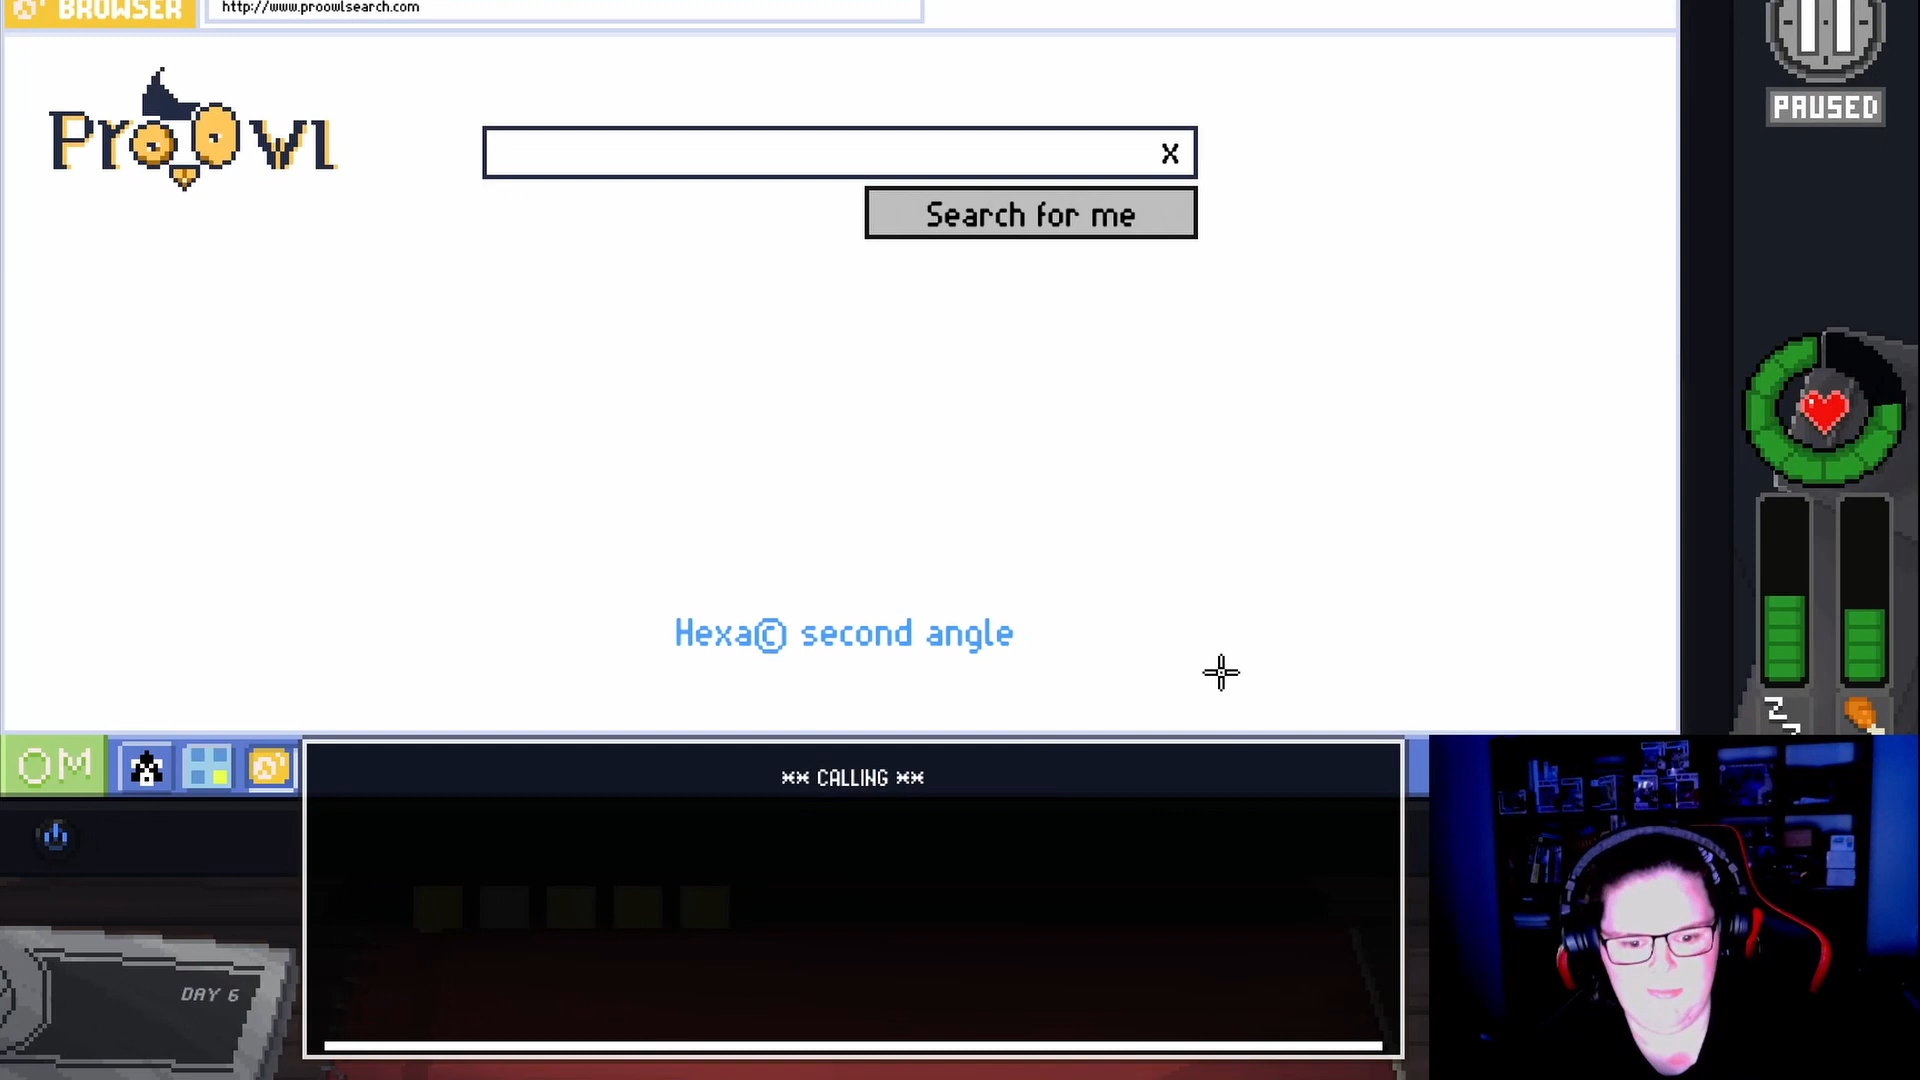 BROWSER
http://www.proowlsearch.com
PAUSED
PrOOwl
X
Search for me
Hexa© second angle
OM
** CALLING **
DAY 6